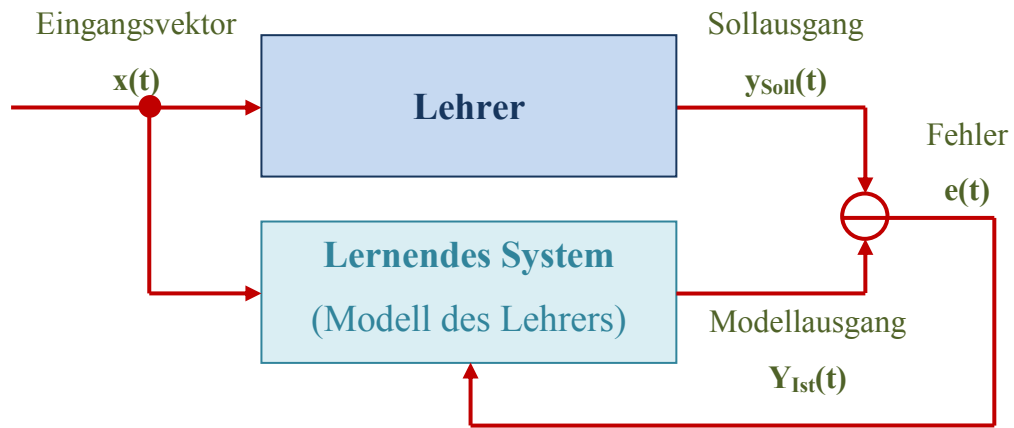 Eingangsvektor
x(t)
Lehrer
Sollausgang
ySoll(t)
Fehler
e(t)
Lernendes System
(Modell des Lehrers)
Modellausgang
YIst(t)